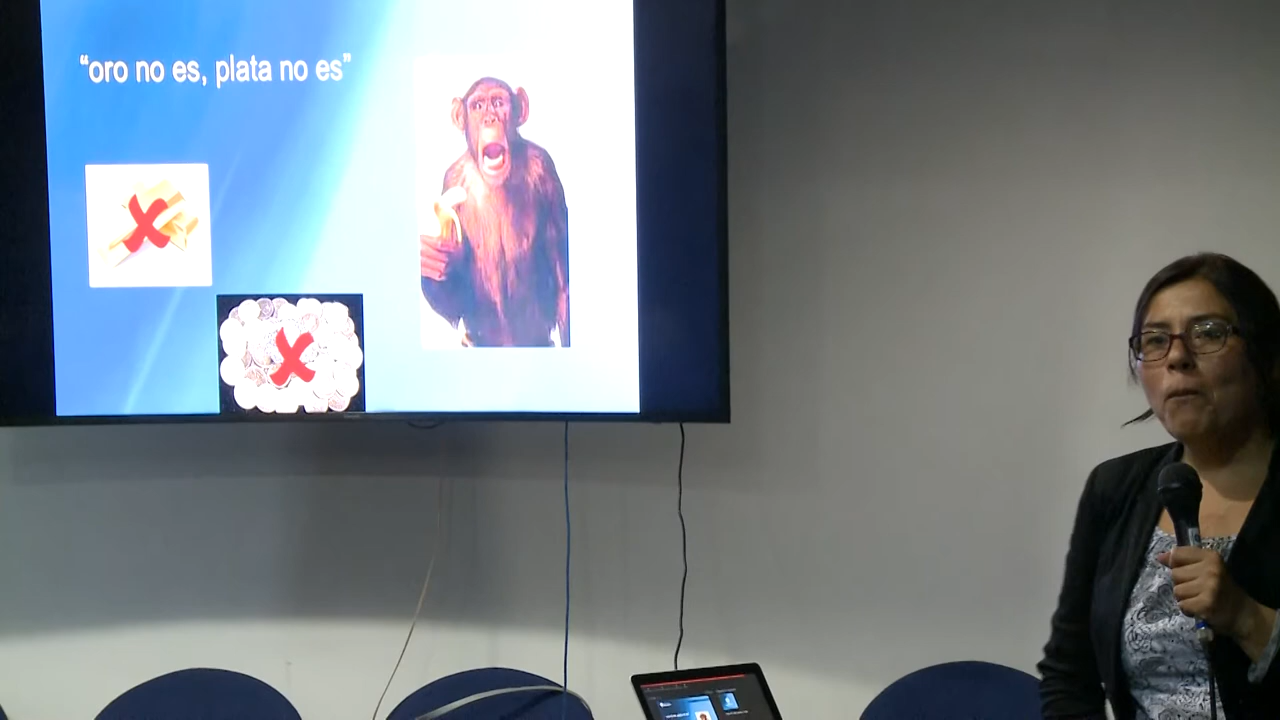 “oro no es, plata no es”